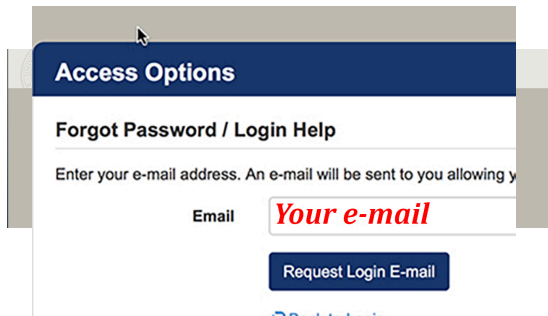 Access Options
Forgot Password / Login Help
Enter your e-mail address. An e-mail will be sent to you allowing
Email
Your e-mail
Request Login E-mail